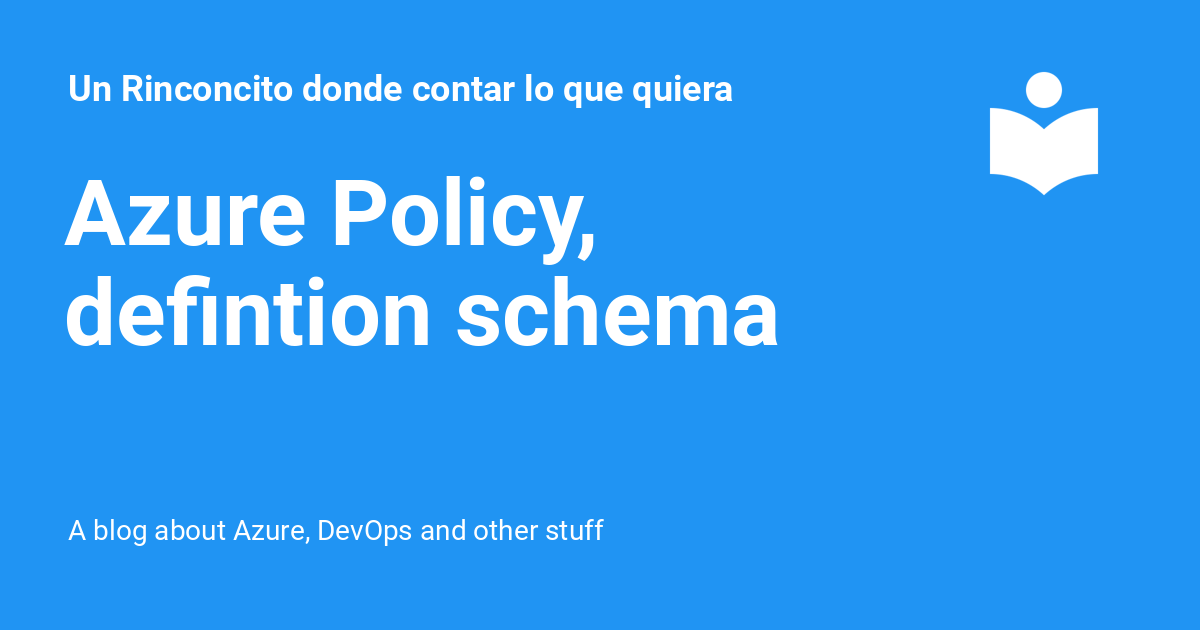 Un Rinconcito donde contar lo que quiera
Azure Policy,
defintion schema
A blog about Azure, DevOps and other stuff